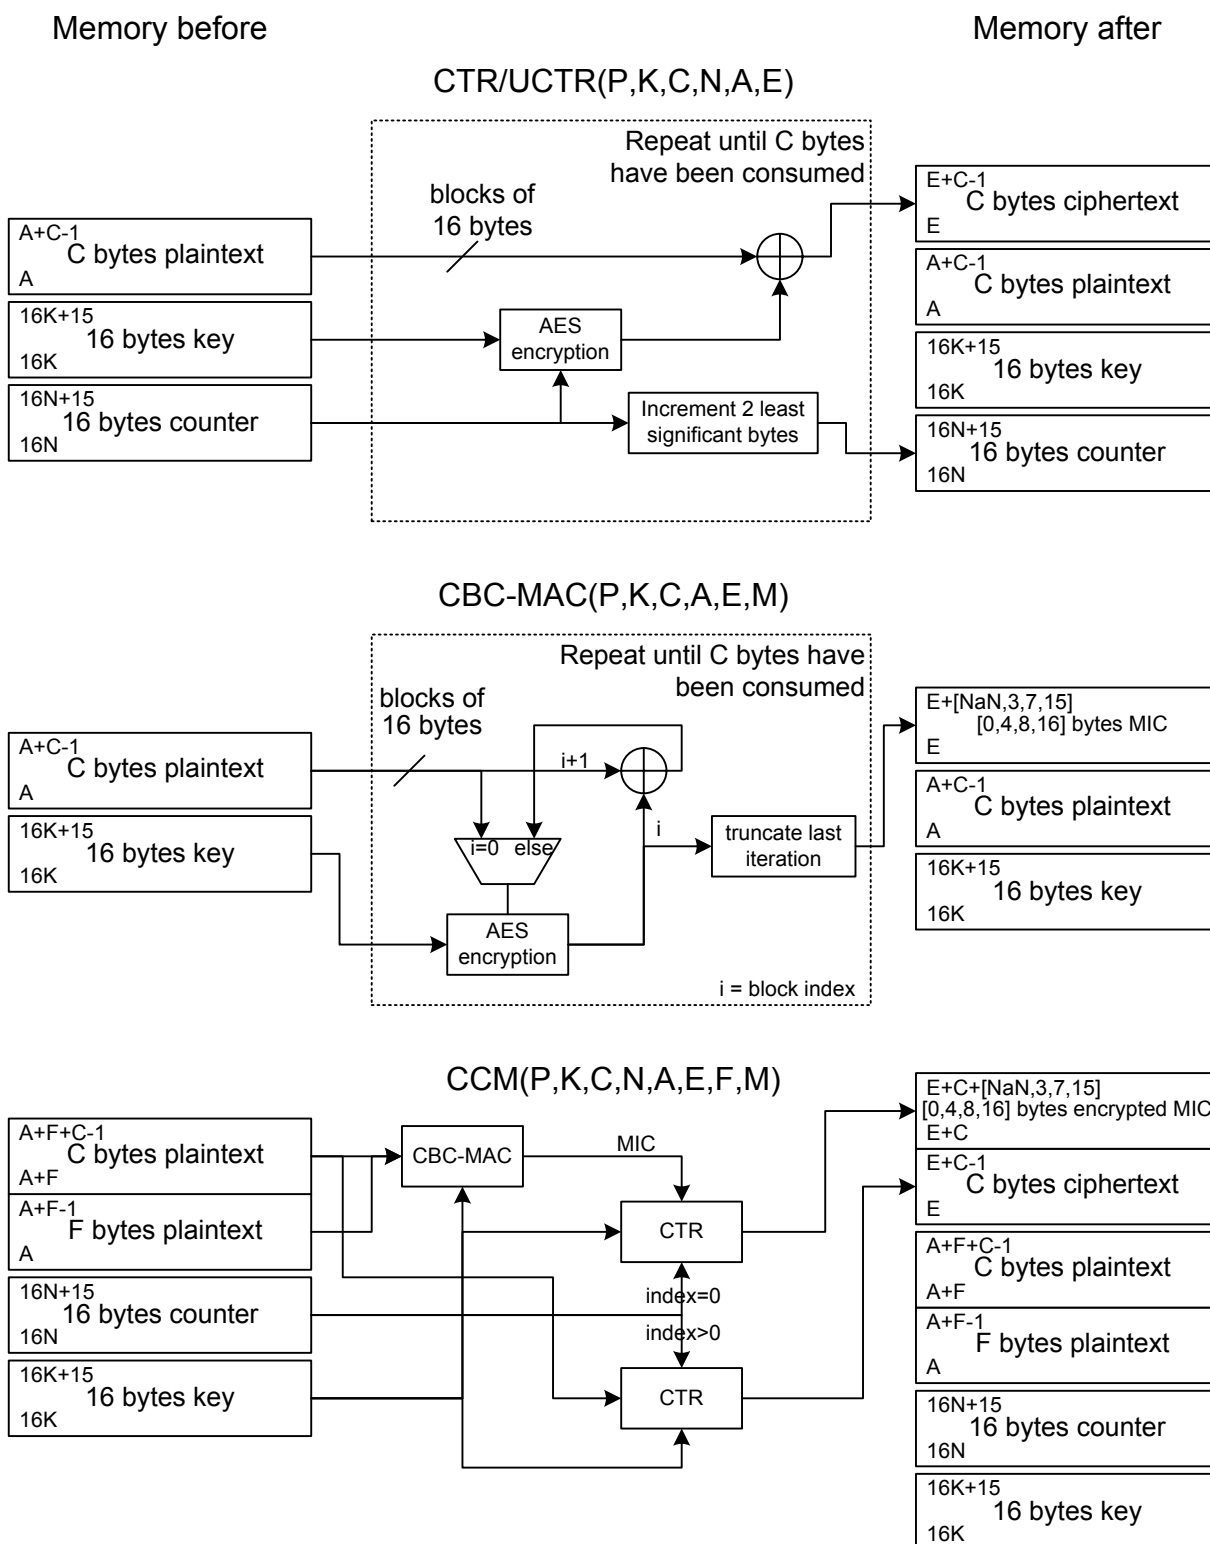 Memory before
Memory after
CTR/UCTR(P,K,C,N,A,E)
Repeat until C bytes
have been consumed
blocks of
16 bytes
A+C-1
C bytes plaintext
A
16K+15
16 bytes key
16K
16N+15
16 bytes counter
16N
AES
encryption
Increment 2 least
significant bytes
E+C-1
C bytes ciphertext
E
A+C-1
C bytes plaintext
A
16K+15
16 bytes key
16K
16N+15
16 bytes counter
16N
CBC-MAC(P,K,C,A,E,M)
Repeat until C bytes have
been consumed
blocks of
16 bytes
A+C-1
C bytes plaintext
A
16K+15
16 bytes key
16K
i+1
i=0 else
i
AES
encryption
truncate last
iteration
i = block index
E+[NaN,3,7,15]
[0,4,8,16] bytes MIC
E
A+C-1
C bytes plaintext
A
16K+15
16 bytes key
16K
CCM(P,K,C,N,A,E,F,M)
A+F+C-1
C bytes plaintext
A+F
A+F-1
F bytes plaintext
A
16N+15
16 bytes counter
16N
16K+15
16 bytes key
16K
CBC-MAC
MIC
CTR
index=0
index>0
CTR
E+C+[NaN,3,7,15]
[0,4,8,16] bytes encrypted MIC
E+C
E+C-1
C bytes ciphertext
E
A+F+C-1
C bytes plaintext
A+F
A+F-1
F bytes plaintext
A
16N+15
16 bytes counter
16N
16K+15
16 bytes key
16K